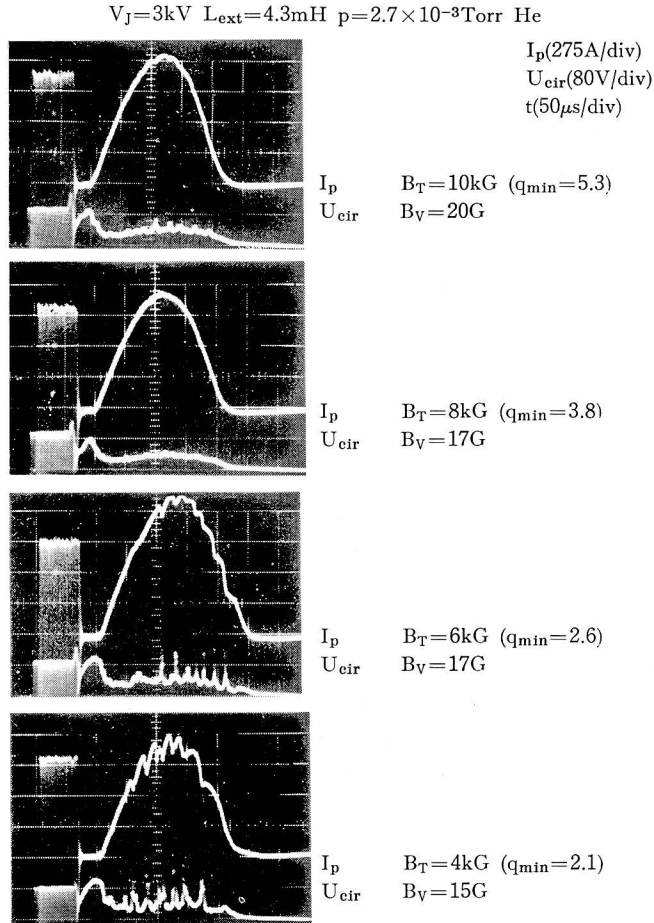 V_J=3kV L_ext=4.3mH p=2.7×10⁻³Torr He
I_p(275A/div)
U_cir(80V/div)
t(50μs/div)
I_p B_T=10kG (q_min=5.3)
U_cir B_V=20G
I_p B_T=8kG (q_min=3.8)
U_cir B_V=17G
I_p B_T=6kG (q_min=2.6)
U_cir B_V=17G
I_p B_T=4kG (q_min=2.1)
U_cir B_V=15G